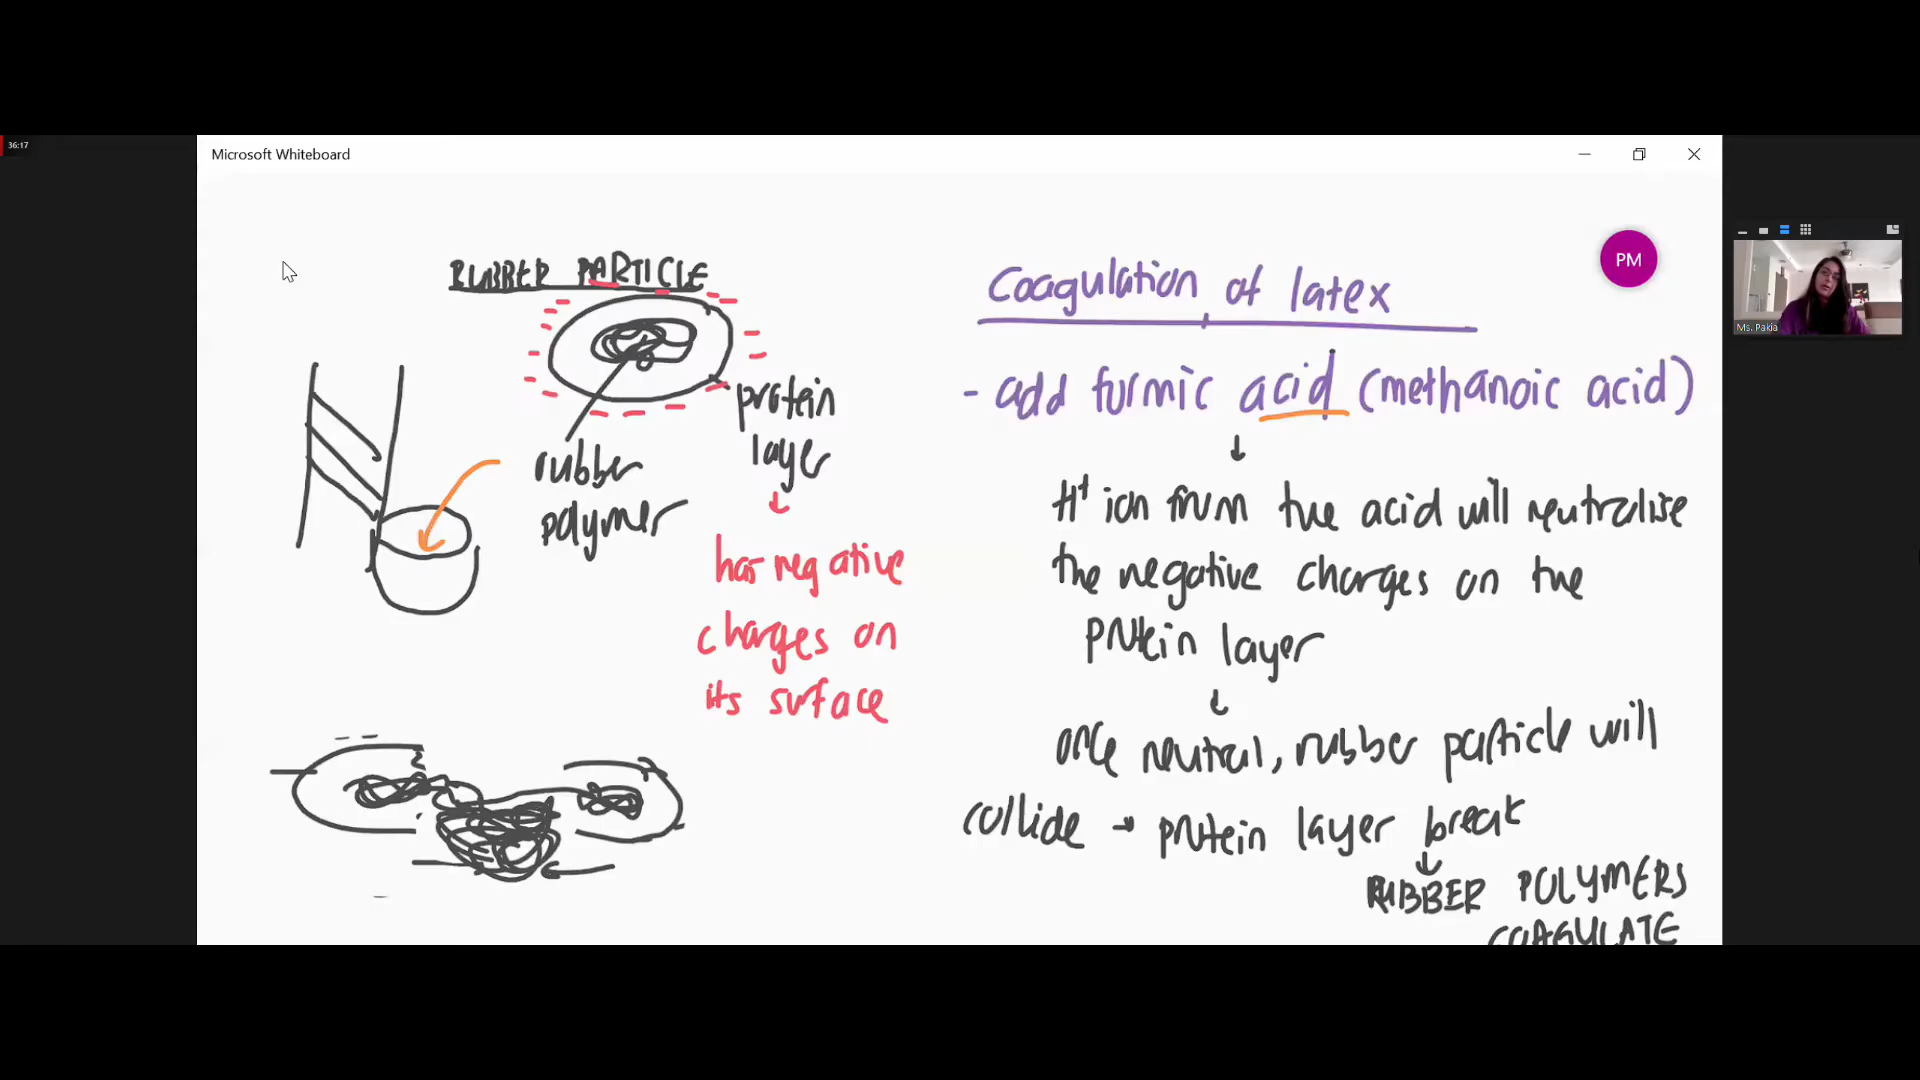 36:17
Microsoft Whiteboard
PM
Ms. Pakia
RUBBER PARTICLE
protein
layer
rubber
polymer
has negative
charges on
its surface
Coagulation of latex
- add formic acid (methanoic acid)
↓
H+ ion from the acid will neutralise
the negative charges on the
protein layer
↓
once neutral, rubber particle will
collide → protein layer break
↓
RUBBER POLYMERS
COAGULATE